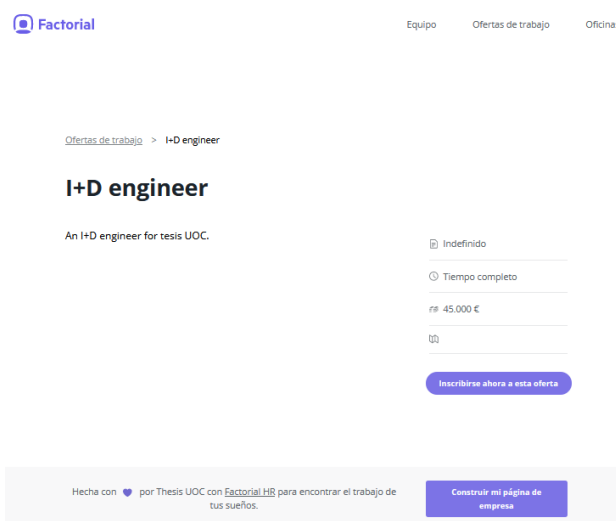 Factorial
Equipo
Ofertas de trabajo
Oficinas
Ofertas de trabajo > I+D engineer
I+D engineer
An I+D engineer for tesis UOC.
Indefinido
Tiempo completo
45.000 €
Inscribirse ahora a esta oferta
Hecha con por Thesis UOC con Factorial HR para encontrar el trabajo de
tus sueños.
Construir mi página de
empresa